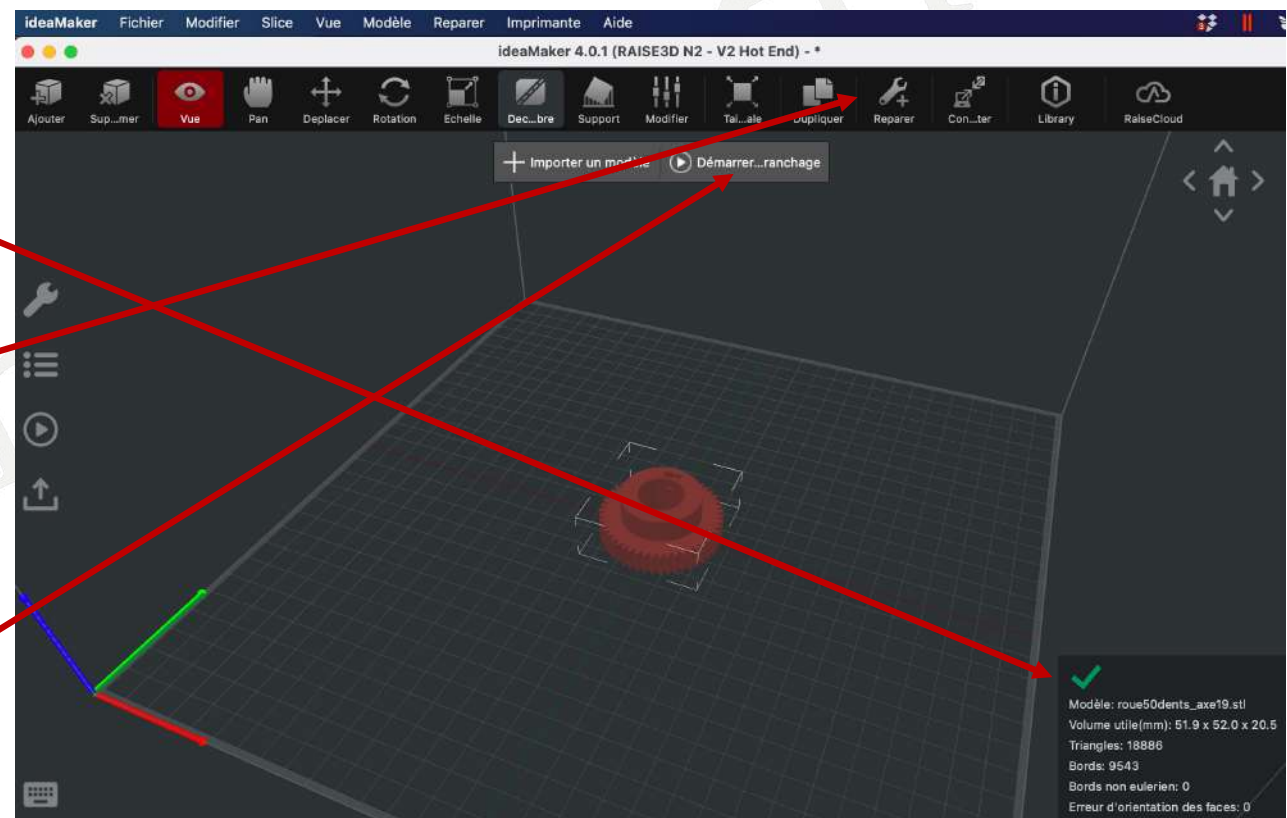 ideaMaker Fichier Modifier Slice Vue Modèle Reparer Imprimante Aide
ideaMaker 4.0.1 (RAISE3D N2 - V2 Hot End) - *
Ajouter Sup...mer Vue Pan Deplacer Rotation Echelle Dec...bre Support Modifier Tai...ale Dupliquer Reparer Con...ter Library RaiseCloud
Importer un modèle Démarrer...ranchage
Modèle: roue50dents_axe19.stl
Volume utile(mm): 51.9 x 52.0 x 20.5
Triangles: 18886
Bords: 9543
Bords non eulerien: 0
Erreur d'orientation des faces: 0